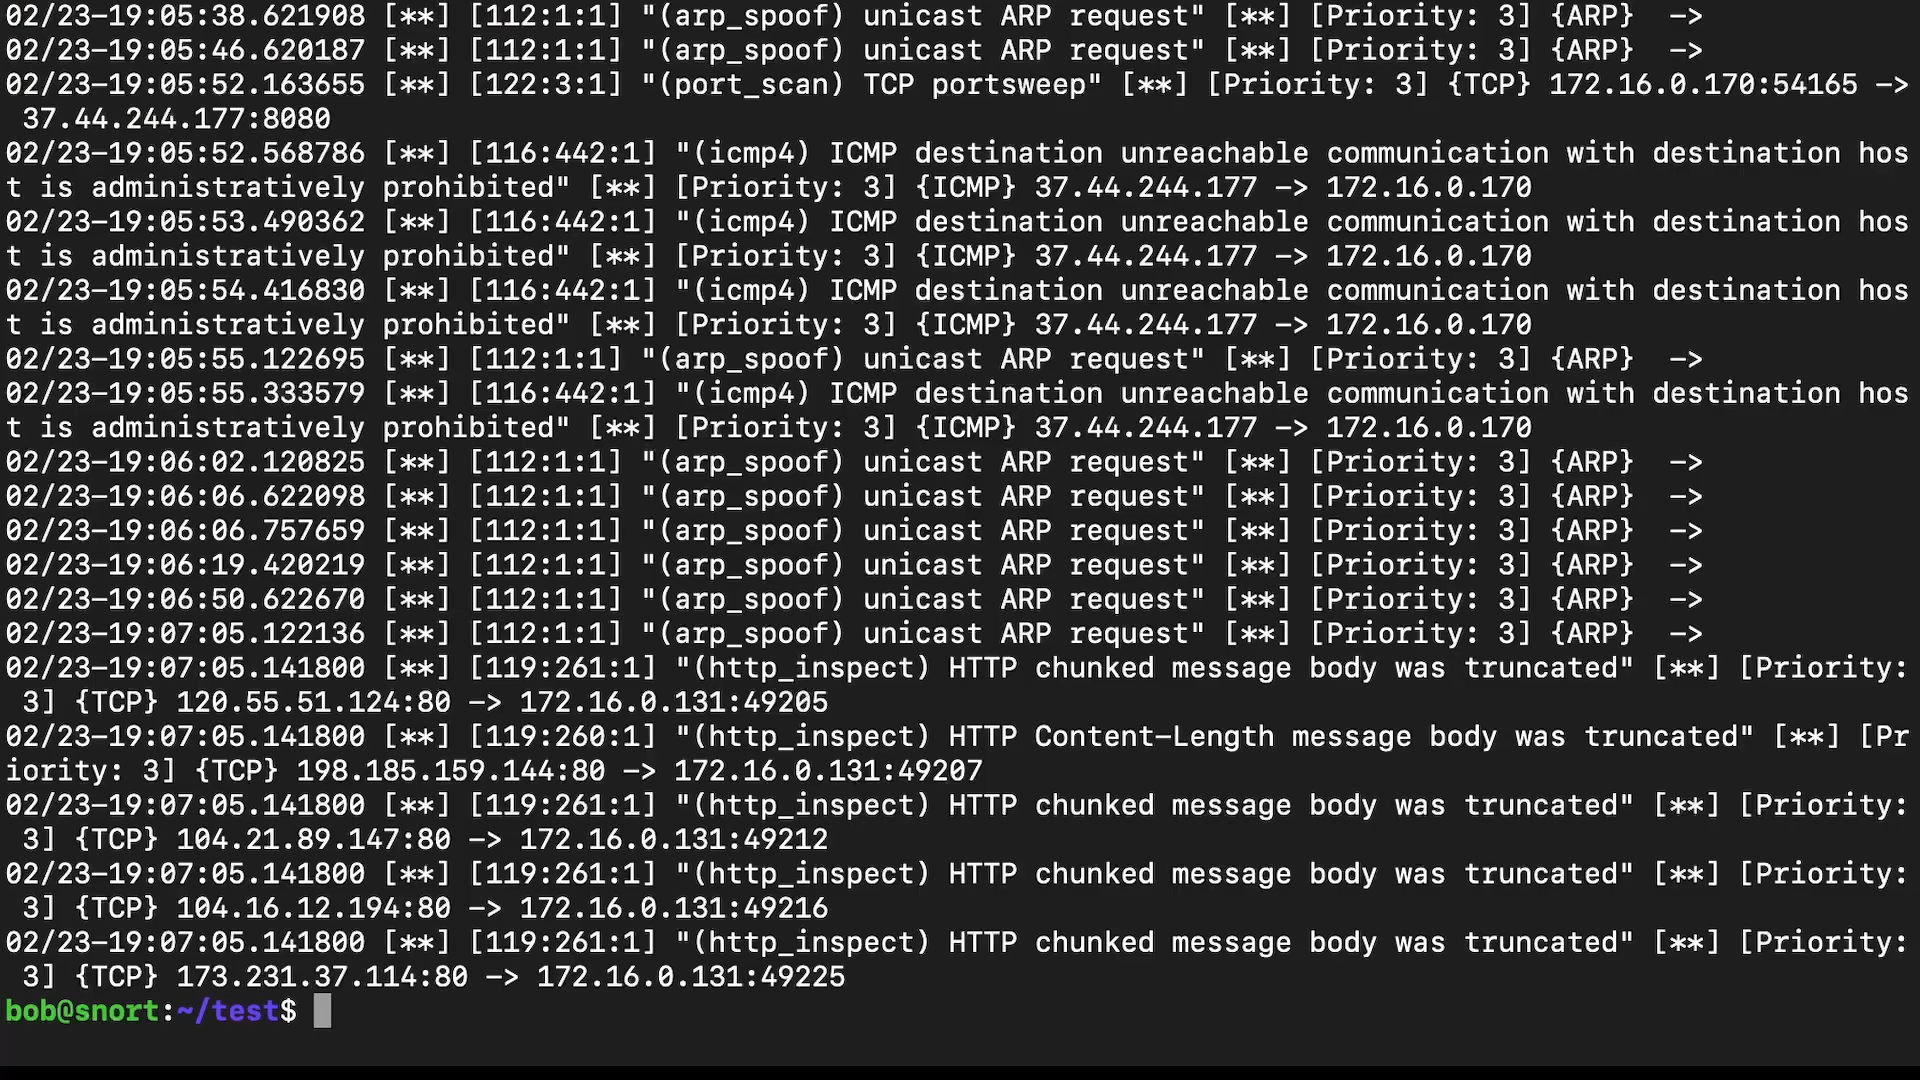 02/23-19:05:38.621908 [**] [112:1:1] "(arp_spoof) unicast ARP request" [**] [Priority: 3] {ARP}  ->
02/23-19:05:46.620187 [**] [112:1:1] "(arp_spoof) unicast ARP request" [**] [Priority: 3] {ARP}  ->
02/23-19:05:52.163655 [**] [122:3:1] "(port_scan) TCP portsweep" [**] [Priority: 3] {TCP} 172.16.0.170:54165 ->
 37.44.244.177:8080
02/23-19:05:52.568786 [**] [116:442:1] "(icmp4) ICMP destination unreachable communication with destination hos
t is administratively prohibited" [**] [Priority: 3] {ICMP} 37.44.244.177 -> 172.16.0.170
02/23-19:05:53.490362 [**] [116:442:1] "(icmp4) ICMP destination unreachable communication with destination hos
t is administratively prohibited" [**] [Priority: 3] {ICMP} 37.44.244.177 -> 172.16.0.170
02/23-19:05:54.416830 [**] [116:442:1] "(icmp4) ICMP destination unreachable communication with destination hos
t is administratively prohibited" [**] [Priority: 3] {ICMP} 37.44.244.177 -> 172.16.0.170
02/23-19:05:55.122695 [**] [112:1:1] "(arp_spoof) unicast ARP request" [**] [Priority: 3] {ARP}  ->
02/23-19:05:55.333579 [**] [116:442:1] "(icmp4) ICMP destination unreachable communication with destination hos
t is administratively prohibited" [**] [Priority: 3] {ICMP} 37.44.244.177 -> 172.16.0.170
02/23-19:06:02.120825 [**] [112:1:1] "(arp_spoof) unicast ARP request" [**] [Priority: 3] {ARP}  ->
02/23-19:06:06.622098 [**] [112:1:1] "(arp_spoof) unicast ARP request" [**] [Priority: 3] {ARP}  ->
02/23-19:06:06.757659 [**] [112:1:1] "(arp_spoof) unicast ARP request" [**] [Priority: 3] {ARP}  ->
02/23-19:06:19.420219 [**] [112:1:1] "(arp_spoof) unicast ARP request" [**] [Priority: 3] {ARP}  ->
02/23-19:06:50.622670 [**] [112:1:1] "(arp_spoof) unicast ARP request" [**] [Priority: 3] {ARP}  ->
02/23-19:07:05.122136 [**] [112:1:1] "(arp_spoof) unicast ARP request" [**] [Priority: 3] {ARP}  ->
02/23-19:07:05.141800 [**] [119:261:1] "(http_inspect) HTTP chunked message body was truncated" [**] [Priority:
 3] {TCP} 120.55.51.124:80 -> 172.16.0.131:49205
02/23-19:07:05.141800 [**] [119:260:1] "(http_inspect) HTTP Content-Length message body was truncated" [**] [Pr
iority: 3] {TCP} 198.185.159.144:80 -> 172.16.0.131:49207
02/23-19:07:05.141800 [**] [119:261:1] "(http_inspect) HTTP chunked message body was truncated" [**] [Priority:
 3] {TCP} 104.21.89.147:80 -> 172.16.0.131:49212
02/23-19:07:05.141800 [**] [119:261:1] "(http_inspect) HTTP chunked message body was truncated" [**] [Priority:
 3] {TCP} 104.16.12.194:80 -> 172.16.0.131:49216
02/23-19:07:05.141800 [**] [119:261:1] "(http_inspect) HTTP chunked message body was truncated" [**] [Priority:
 3] {TCP} 173.231.37.114:80 -> 172.16.0.131:49225
bob@snort:~/test$